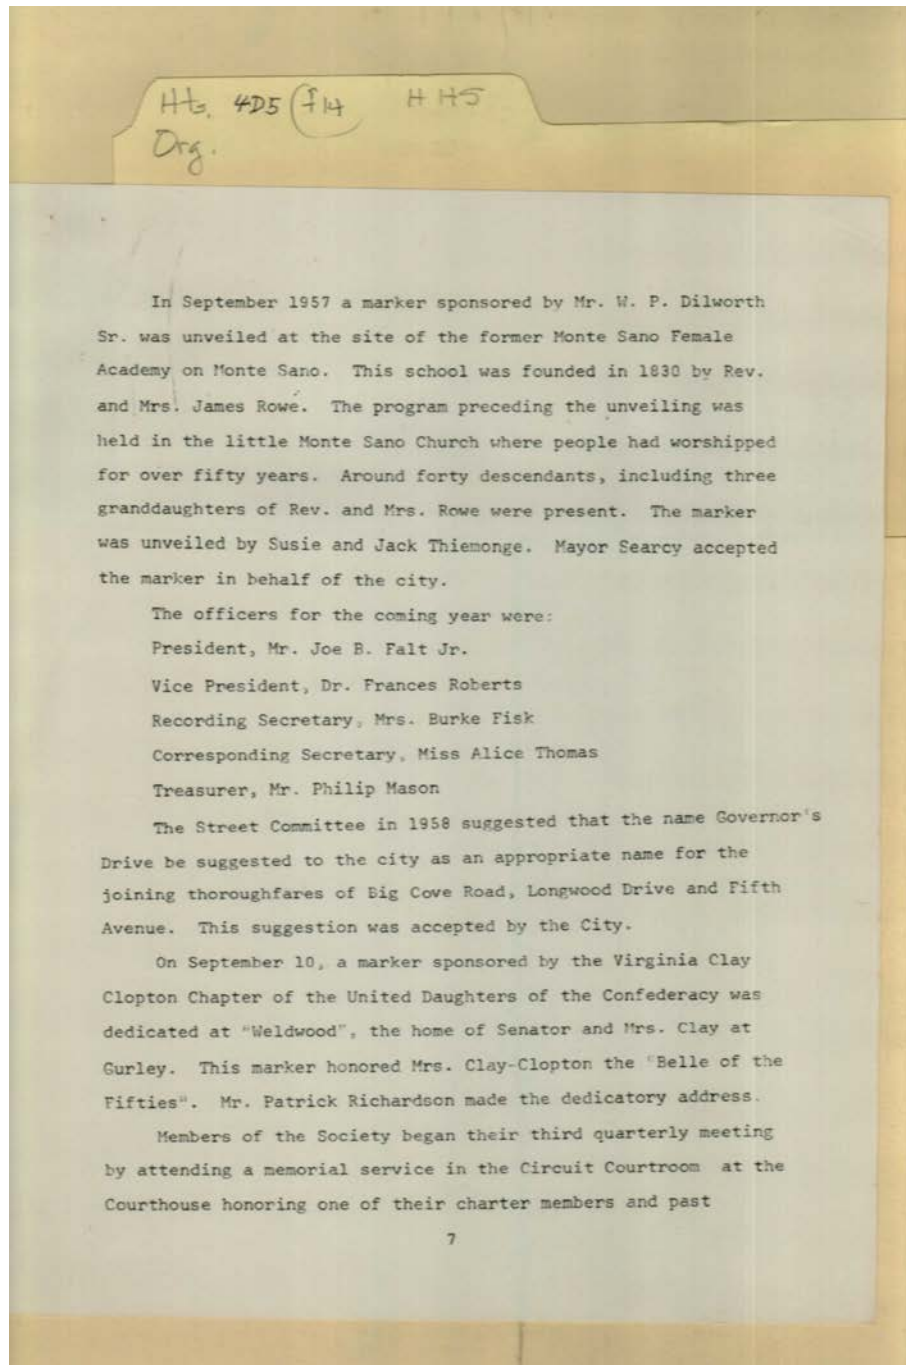 Hts. 4D5 (f14 HHS
Org.
In September 1957 a marker sponsored by Mr. W. P. Dilworth
Sr. was unveiled at the site of the former Monte Sano Female
Academy on Monte Sano. This school was founded in 1830 by Rev.
and Mrs. James Rowe. The program preceding the unveiling was
held in the little Monte Sano Church where people had worshipped
for over fifty years. Around forty descendants, including three
granddaughters of Rev. and Mrs. Rowe were present. The marker
was unveiled by Susie and Jack Thiemonge. Mayor Searcy accepted
the marker in behalf of the city.
The officers for the coming year were:
President, Mr. Joe B. Falt Jr.
Vice President, Dr. Frances Roberts
Recording Secretary, Mrs. Burke Fisk
Corresponding Secretary, Miss Alice Thomas
Treasurer, Mr. Philip Mason
The Street Committee in 1958 suggested that the name Governor's
Drive be suggested to the city as an appropriate name for the
joining thoroughfares of Big Cove Road, Longwood Drive and Fifth
Avenue. This suggestion was accepted by the City.
On September 10, a marker sponsored by the Virginia Clay
Clopton Chapter of the United Daughters of the Confederacy was
dedicated at "Weldwood", the home of Senator and Mrs. Clay at
Gurley. This marker honored Mrs. Clay-Clopton the "Belle of the
Fifties". Mr. Patrick Richardson made the dedicatory address.
Members of the Society began their third quarterly meeting
by attending a memorial service in the Circuit Courtroom at the
Courthouse honoring one of their charter members and past
7